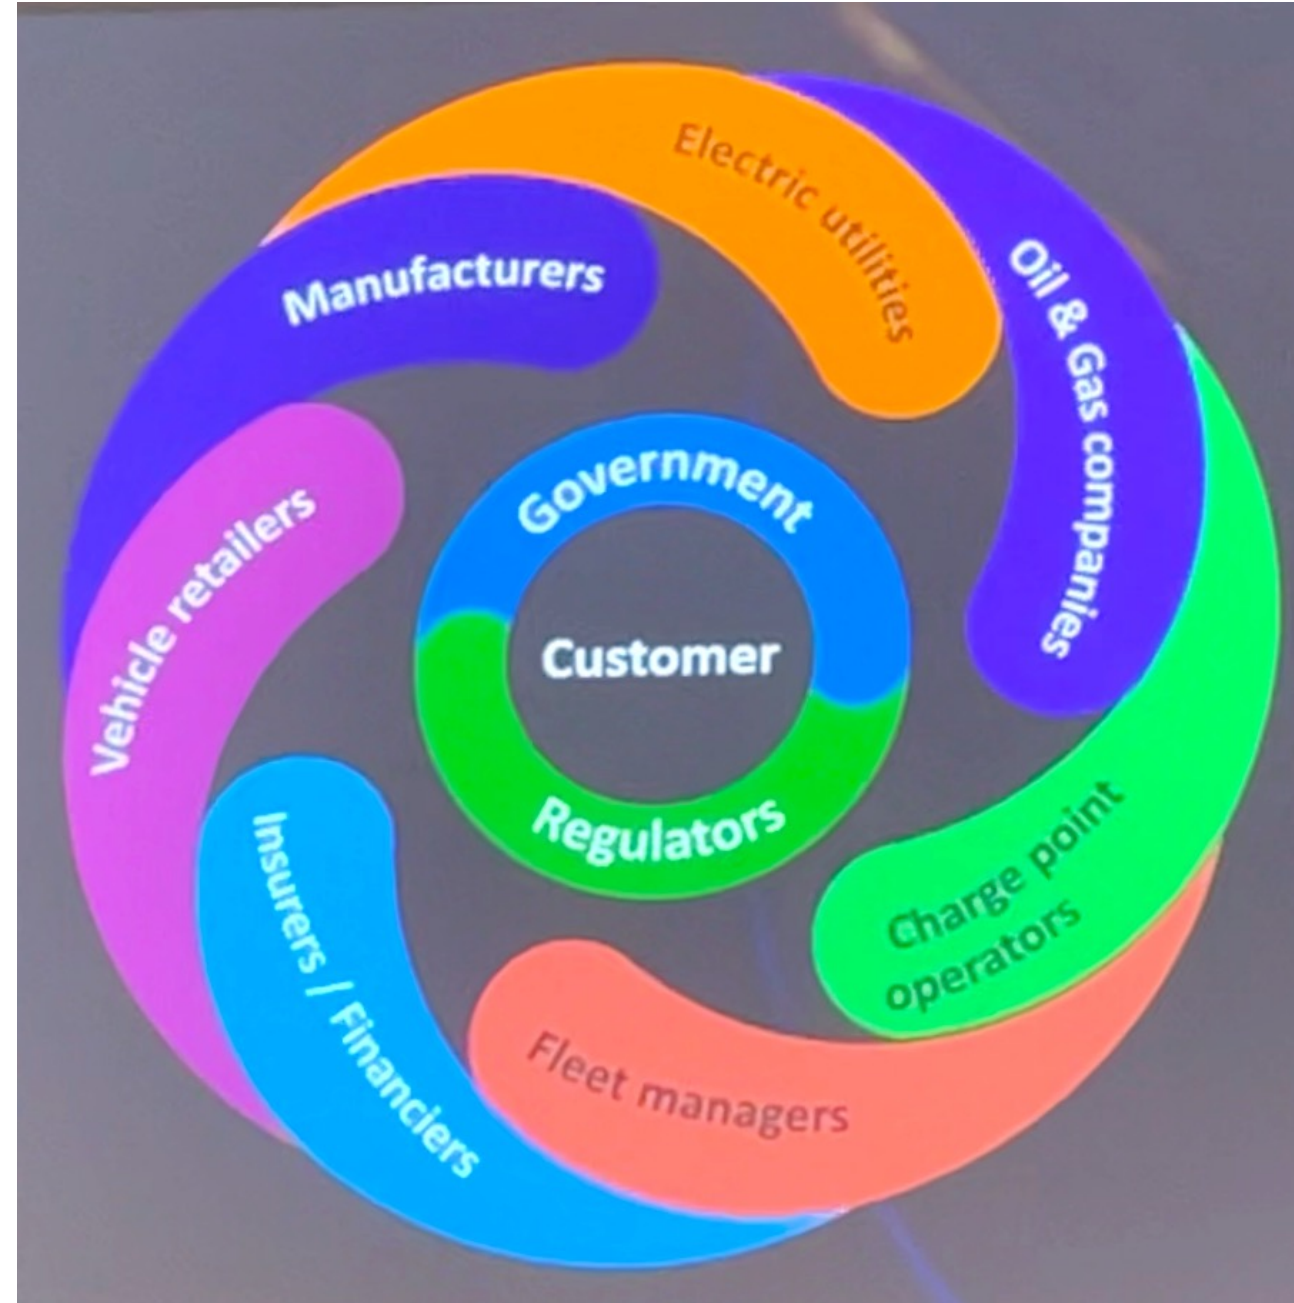 Electric utilities
Oil & Gas companies
Charge point
operators
Fleet managers
Insurers / Financiers
Vehicle retailers
Manufacturers
Government
Customer
Regulators